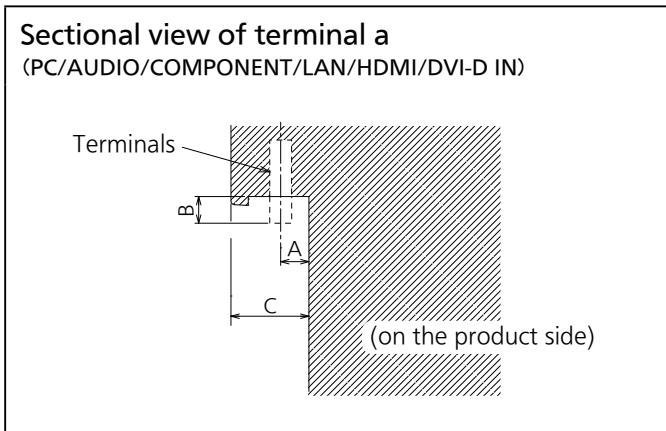 Sectional view of terminal a
(PC/AUDIO/COMPONENT/LAN/HDMI/DVI-D IN)
Terminals
B
A
C
(on the product side)